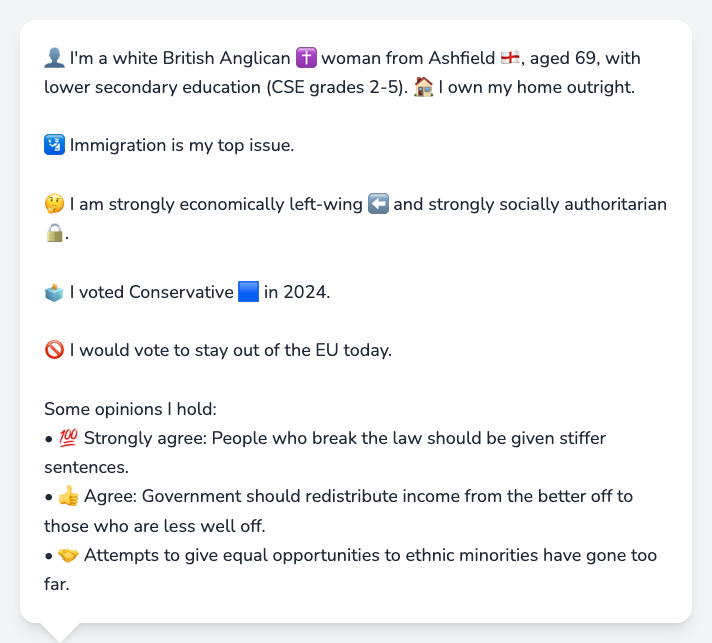 👤 I'm a white British Anglican ✝️ woman from Ashfield 🏴󠁧󠁢󠁥󠁮󠁧󠁿, aged 69, with
lower secondary education (CSE grades 2-5). 🏠 I own my home outright.
🛂 Immigration is my top issue.
🤔 I am strongly economically left-wing ⬅️ and strongly socially authoritarian
🔒.
🗳️ I voted Conservative 🟦 in 2024.
🚫 I would vote to stay out of the EU today.
Some opinions I hold:
• 💯 Strongly agree: People who break the law should be given stiffer
sentences.
• 👍 Agree: Government should redistribute income from the better off to
those who are less well off.
• 🤝 Attempts to give equal opportunities to ethnic minorities have gone too
far.